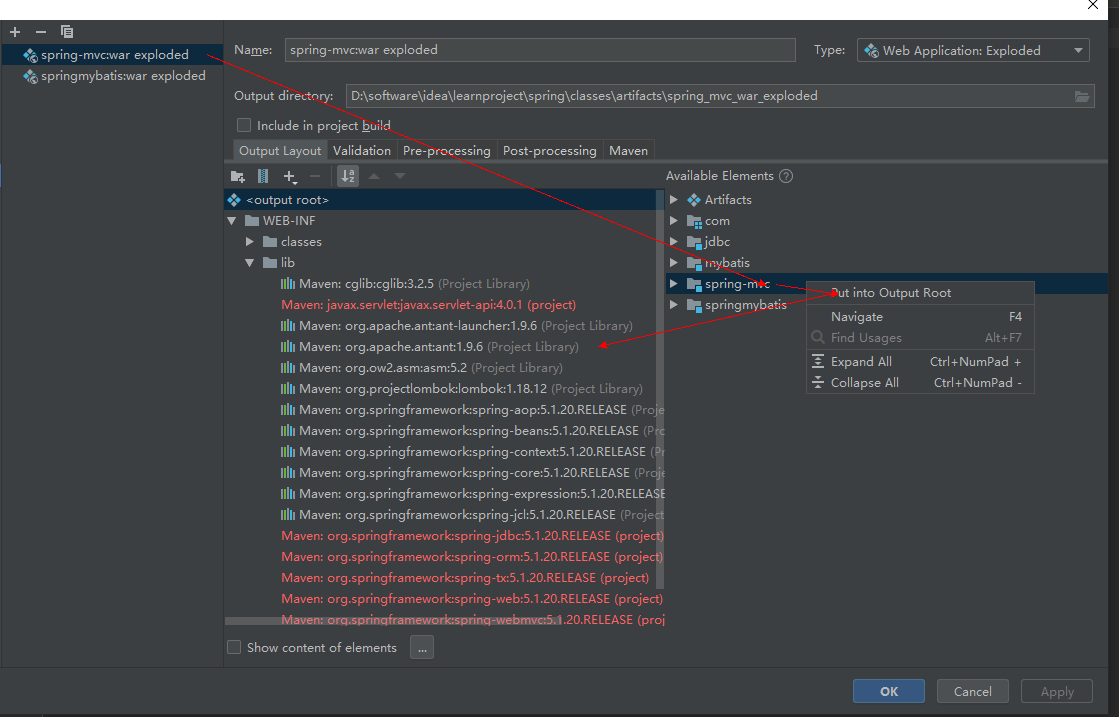 spring-mvc:war exploded
springmybatis:war exploded
Name: spring-mvc:war exploded
Type: Web Application: Exploded
Output directory: D:\software\idea\learnproject\spring\classes\artifacts\spring_mvc_war_exploded
Include in project build
Output Layout Validation Pre-processing Post-processing Maven
<output root>
WEB-INF
classes
lib
Maven: cglib:cglib:3.2.5 (Project Library)
Maven: javax.servlet:javax.servlet-api:4.0.1 (project)
Maven: org.apache.ant:ant-launcher:1.9.6 (Project Library)
Maven: org.apache.ant:ant:1.9.6 (Project Library)
Maven: org.ow2.asm:asm:5.2 (Project Library)
Maven: org.projectlombok:lombok:1.18.12 (Project Library)
Maven: org.springframework:spring-aop:5.1.20.RELEASE (Proje
Maven: org.springframework:spring-beans:5.1.20.RELEASE (Prc
Maven: org.springframework:spring-context:5.1.20.RELEASE (Pr
Maven: org.springframework:spring-core:5.1.20.RELEASE (Proje
Maven: org.springframework:spring-expression:5.1.20.RELEASE
Maven: org.springframework:spring-jcl:5.1.20.RELEASE (Project
Maven: org.springframework:spring-jdbc:5.1.20.RELEASE (project)
Maven: org.springframework:spring-orm:5.1.20.RELEASE (project)
Maven: org.springframework:spring-tx:5.1.20.RELEASE (project)
Maven: org.springframework:spring-web:5.1.20.RELEASE (project)
Maven: org.springframework:spring-webmvc:5.1.20.RELEASE (proj
Available Elements ?
Artifacts
com
jdbc
mybatis
spring-mvc
springmybatis
Put into Output Root
Navigate F4
Find Usages Alt+F7
Expand All Ctrl+NumPad +
Collapse All Ctrl+NumPad -
Show content of elements ...
OK Cancel Apply